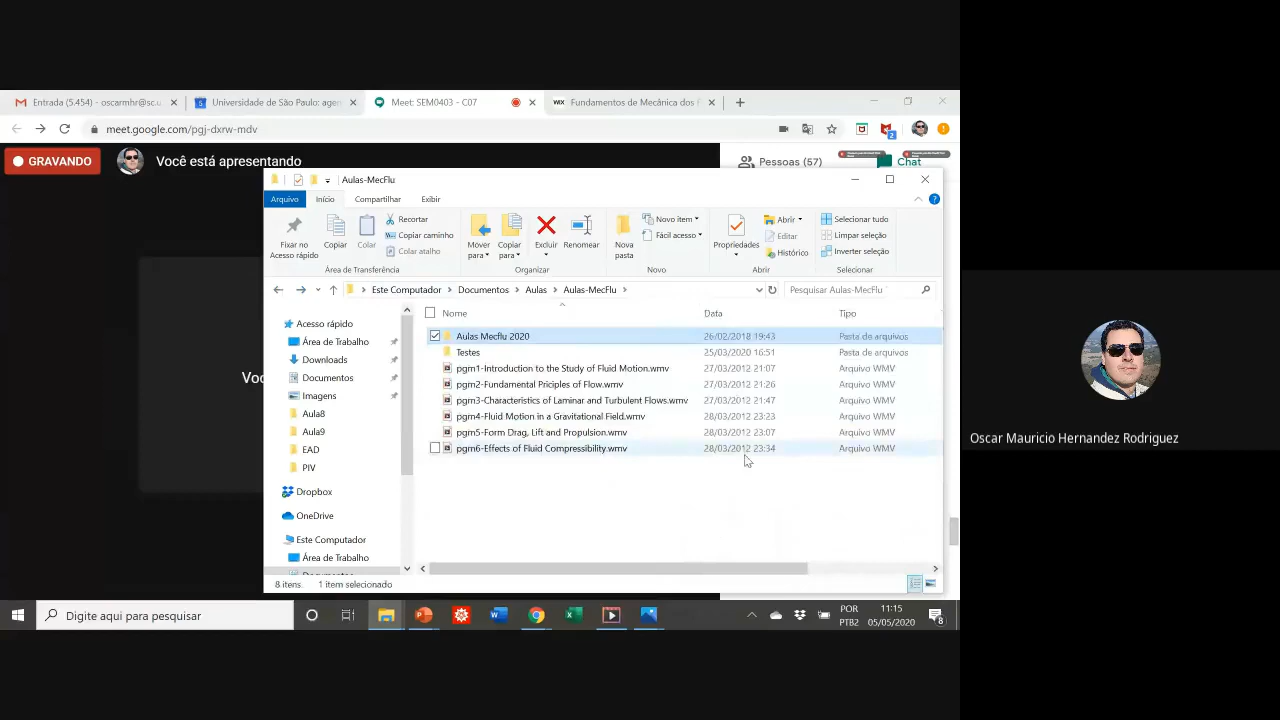 Entrada (5.454) - oscarmhr@sc.u
Universidade de São Paulo: agen
Meet: SEM0403 - C07
WIX Fundamentos de Mecânica dos
meet.google.com/pgj-dxrw-mdv
2
GRAVANDO
Você está apresentando
Pessoas (57)
Chat
Aulas-MecFlu
Arquivo
Início
Compartilhar
Exibir
Fixar no Acesso rápido
Copiar
Colar
Recortar
Copiar caminho
Colar atalho
Área de Transferência
Mover para
Copiar para
Excluir
Renomear
Organizar
Nova pasta
Novo item
Fácil acesso
Novo
Propriedades
Abrir
Editar
Histórico
Abrir
Selecionar tudo
Limpar seleção
Inverter seleção
Selecionar
Este Computador > Documentos > Aulas > Aulas-MecFlu >
Pesquisar Aulas-MecFlu
Nome Data Tipo
Aulas Mecflu 2020 26/02/2018 19:43 Pasta de arquivos
Testes 25/03/2020 16:51 Pasta de arquivos
pgm1-Introduction to the Study of Fluid Motion.wmv 27/03/2012 21:07 Arquivo WMV
pgm2-Fundamental Priciples of Flow.wmv 27/03/2012 21:26 Arquivo WMV
pgm3-Characteristics of Laminar and Turbulent Flows.wmv 27/03/2012 21:47 Arquivo WMV
pgm4-Fluid Motion in a Gravitational Field.wmv 28/03/2012 23:23 Arquivo WMV
pgm5-Form Drag, Lift and Propulsion.wmv 28/03/2012 23:07 Arquivo WMV
pgm6-Effects of Fluid Compressibility.wmv 28/03/2012 23:34 Arquivo WMV
Acesso rápido
Área de Trabalho
Downloads
Documentos
Imagens
Aula8
Aula9
EAD
PIV
Dropbox
OneDrive
Este Computador
Área de Trabalho
Voc
8 itens 1 item selecionado
Digite aqui para pesquisar
POR
PTB2
11:15
05/05/2020
8
Oscar Mauricio Hernandez Rodriguez